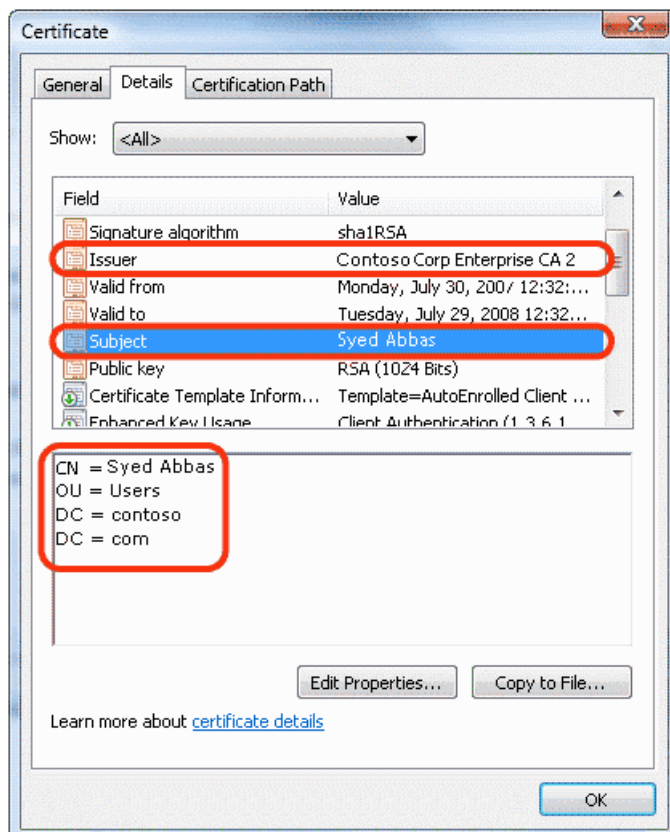 Certificate
General Details Certification Path
Show: <All>
Field Value
Signature algorithm sha1RSA
Issuer Contoso Corp Enterprise CA 2
Valid from Monday, July 30, 2007 12:32:...
Valid to Tuesday, July 29, 2008 12:32...
Subject Syed Abbas
Public key RSA (1024 Bits)
Certificate Template Inform... Template=AutoEnrolled Client ...
Enhanced Key Usage Client Authentication (1.3.6.1
CN = Syed Abbas
OU = Users
DC = contoso
DC = com
Edit Properties... Copy to File...
Learn more about certificate details
OK